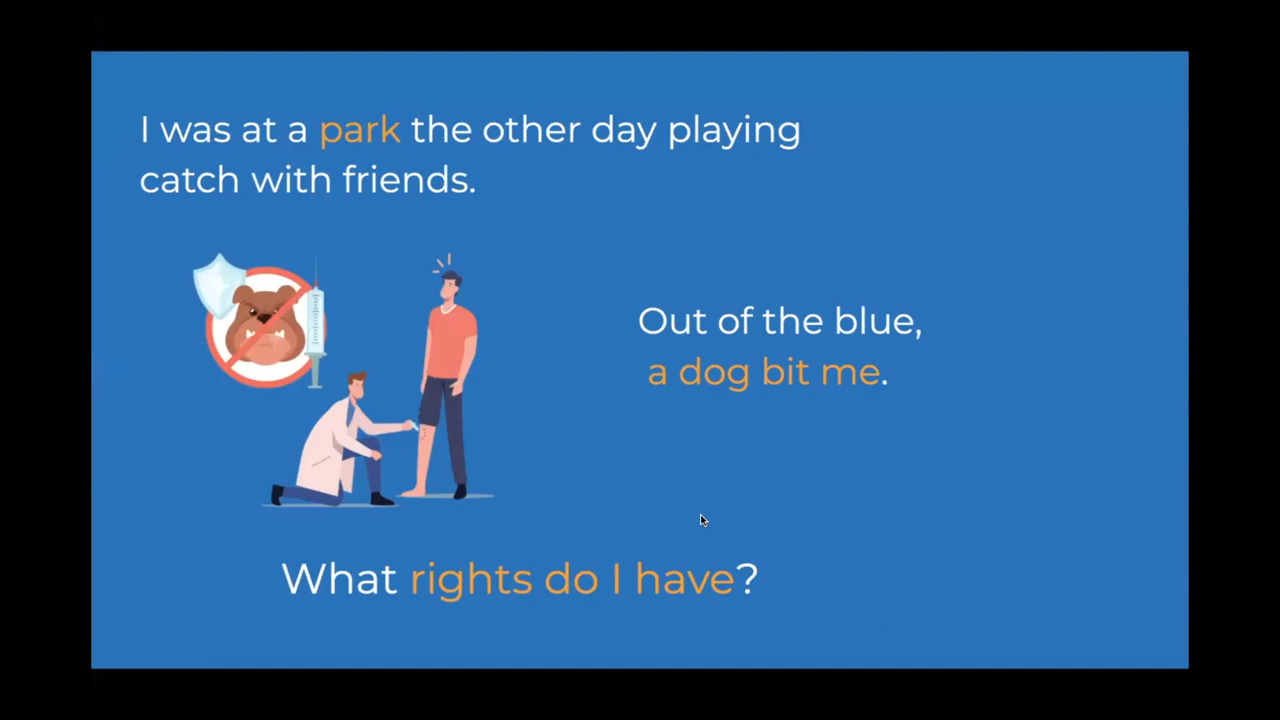 I was at a park the other day playing
catch with friends.
Out of the blue,
a dog bit me.
What rights do I have?